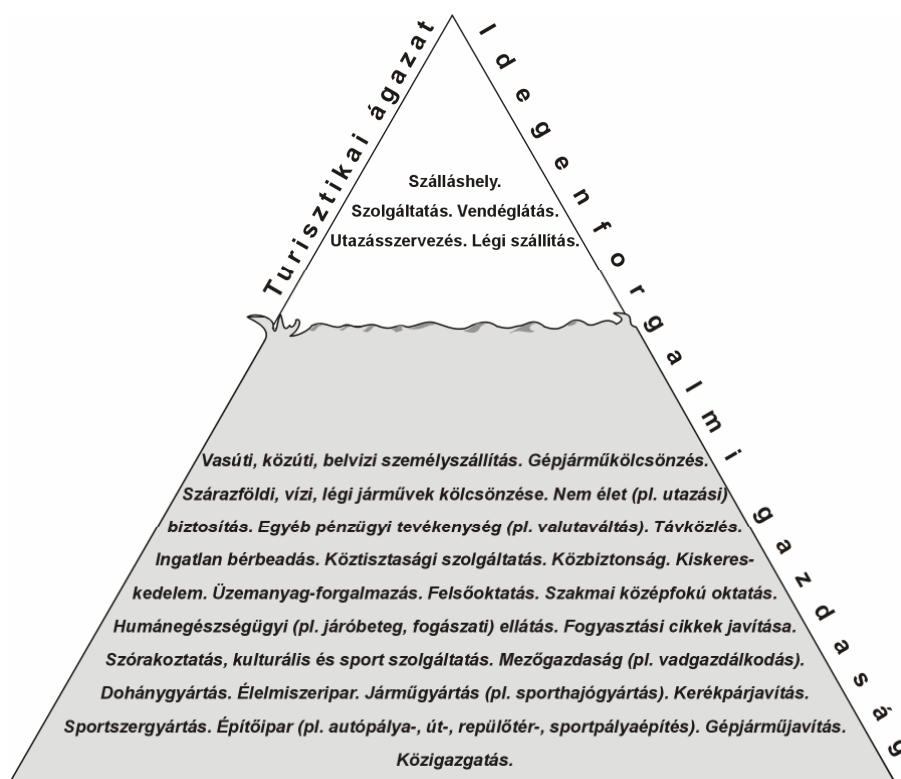 Turisztikai ágazat
Idegenforgalmi gazdaság
Szálláshely.
Szolgáltatás. Vendéglátás.
Utazásszervezés. Légi szállítás.
Vasúti, közúti, belvizi személyszállítás. Gépjárműkölcsönzés.
Szárazföldi, vízi, légi járművek kölcsönzése. Nem élet (pl. utazási)
biztosítás. Egyéb pénzügyi tevékenység (pl. valutaváltás). Távközlés.
Ingatlan bérbeadás. Köztisztasági szolgáltatás. Közbiztonság. Kiskeres-
kedelem. Üzemanyag-forgalmazás. Felsőoktatás. Szakmai középfokú oktatás.
Humánegészségügyi (pl. járóbeteg, fogászati) ellátás. Fogyasztási cikkek javítása.
Szórakoztatás, kulturális és sport szolgáltatás. Mezőgazdaság (pl. vadgazdálkodás).
Dohánygyártás. Élelmiszeripar. Járműgyártás (pl. sporthajógyártás). Kerékpárjavítás.
Sportszergyártás. Építőipar (pl. autópálya-, út-, repülőtér-, sportpályaépítés). Gépjárműjavítás.
Közigazgatás.